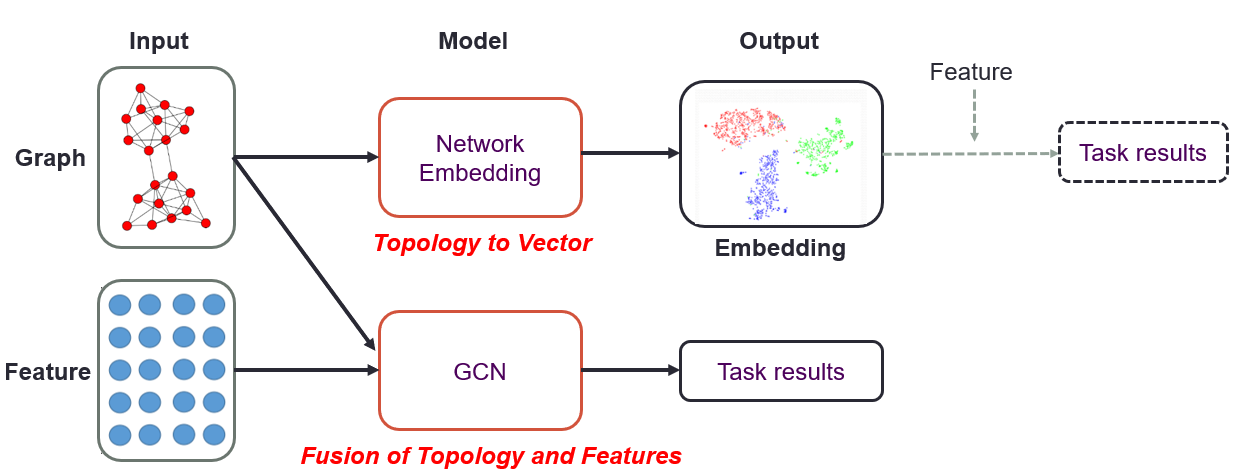 Input
Model
Output
Feature
Graph
Network
Embedding
Task results
Topology to Vector
Embedding
Feature
GCN
Task results
Fusion of Topology and Features